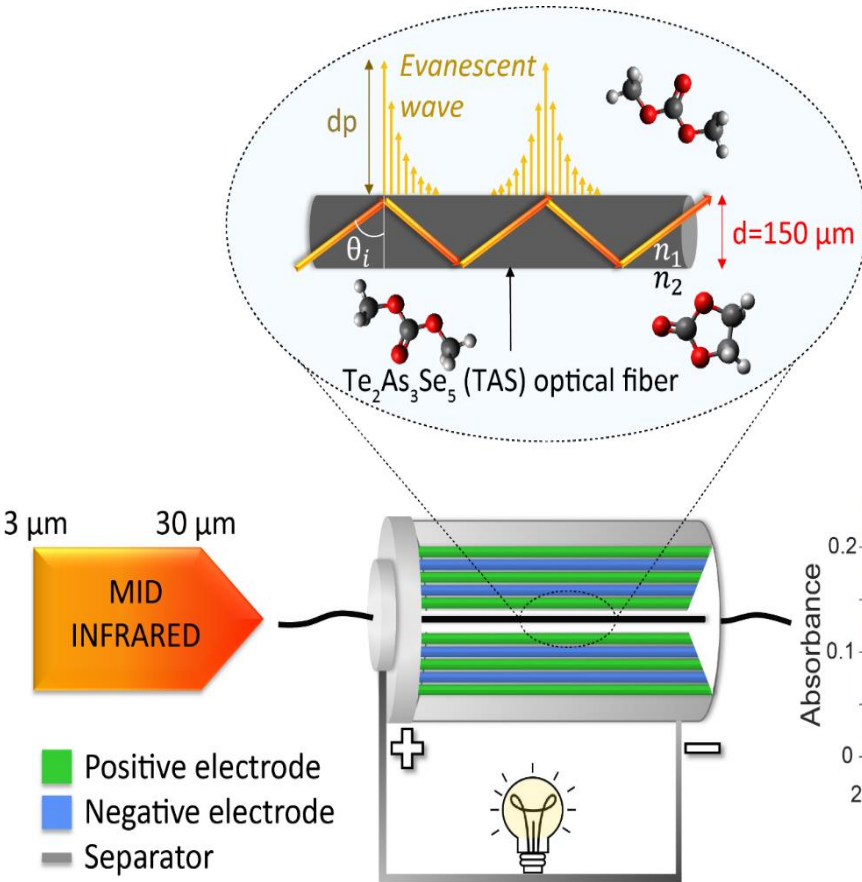 Evanescent
wave
dp
θᵢ
n₁
n₂
d=150 μm
Te₂As₃Se₅ (TAS) optical fiber
3 μm
30 μm
MID
INFRARED
+
−
Positive electrode
Negative electrode
Separator
Absorbance
0.2
0.1
0
2